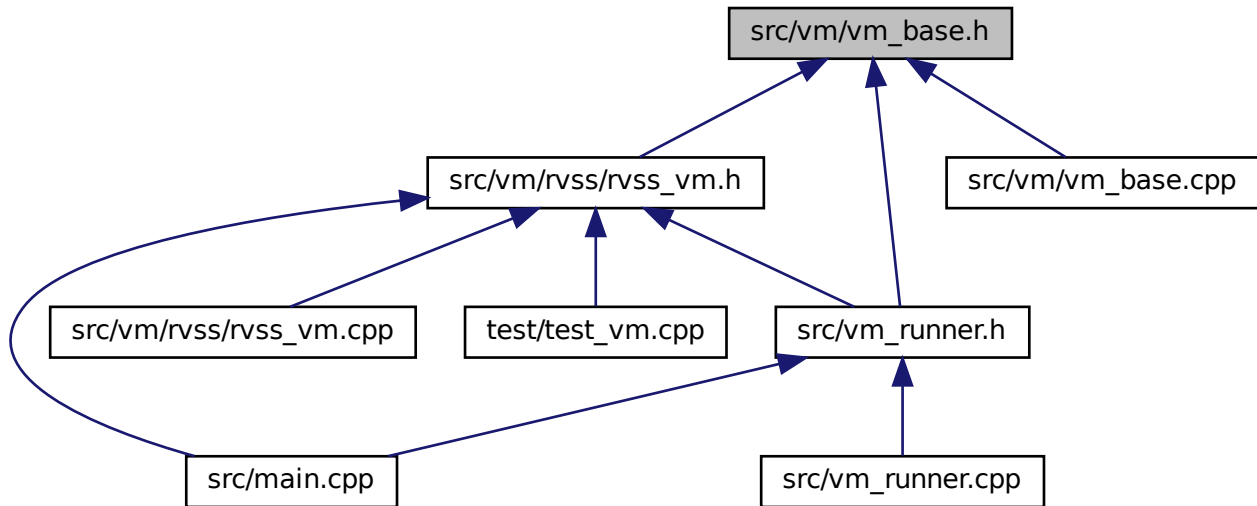 src/vm/vm_base.h
src/vm/rvss/rvss_vm.h
src/vm/vm_base.cpp
src/vm/rvss/rvss_vm.cpp
test/test_vm.cpp
src/vm_runner.h
src/main.cpp
src/vm_runner.cpp